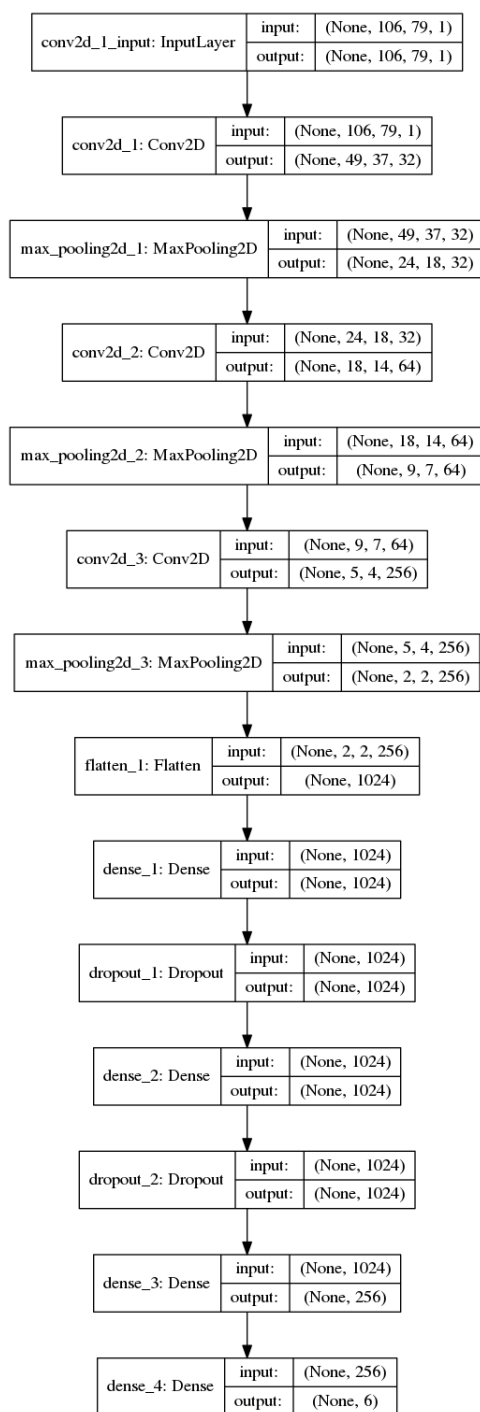 conv2d_1_input: InputLayer
input: (None, 106, 79, 1)
output: (None, 106, 79, 1)
conv2d_1: Conv2D
input: (None, 106, 79, 1)
output: (None, 49, 37, 32)
max_pooling2d_1: MaxPooling2D
input: (None, 49, 37, 32)
output: (None, 24, 18, 32)
conv2d_2: Conv2D
input: (None, 24, 18, 32)
output: (None, 18, 14, 64)
max_pooling2d_2: MaxPooling2D
input: (None, 18, 14, 64)
output: (None, 9, 7, 64)
conv2d_3: Conv2D
input: (None, 9, 7, 64)
output: (None, 5, 4, 256)
max_pooling2d_3: MaxPooling2D
input: (None, 5, 4, 256)
output: (None, 2, 2, 256)
flatten_1: Flatten
input: (None, 2, 2, 256)
output: (None, 1024)
dense_1: Dense
input: (None, 1024)
output: (None, 1024)
dropout_1: Dropout
input: (None, 1024)
output: (None, 1024)
dense_2: Dense
input: (None, 1024)
output: (None, 1024)
dropout_2: Dropout
input: (None, 1024)
output: (None, 1024)
dense_3: Dense
input: (None, 1024)
output: (None, 256)
dense_4: Dense
input: (None, 256)
output: (None, 6)